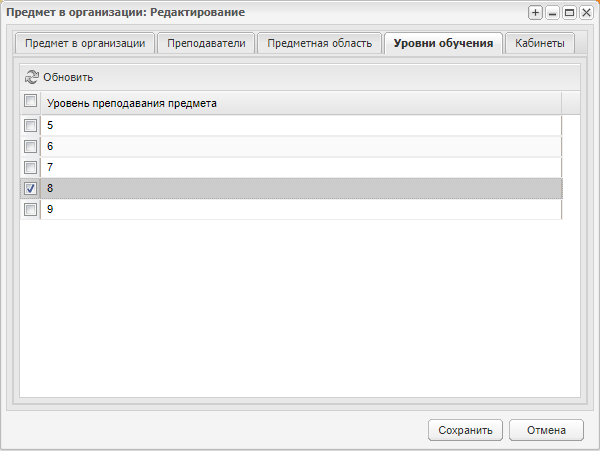 Предмет в организации: Редактирование
Предмет в организации Преподаватели Предметная область Уровни обучения Кабинеты
Обновить
Уровень преподавания предмета
5
6
7
8
9
Сохранить Отмена